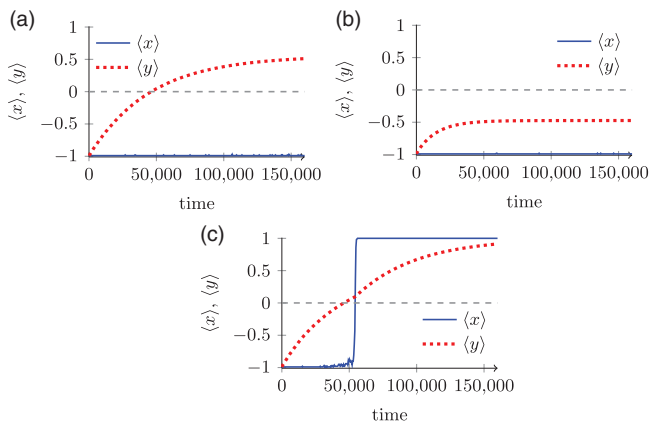 (a)
1
0.5
0
−0.5
−1
0
50,000
100,000
150,000
⟨x⟩
⟨y⟩
⟨x⟩, ⟨y⟩
time
(b)
1
0.5
0
−0.5
−1
0
50,000
100,000
150,000
⟨x⟩
⟨y⟩
⟨x⟩, ⟨y⟩
time
(c)
1
0.5
0
−0.5
−1
0
50,000
100,000
150,000
⟨x⟩
⟨y⟩
⟨x⟩, ⟨y⟩
time